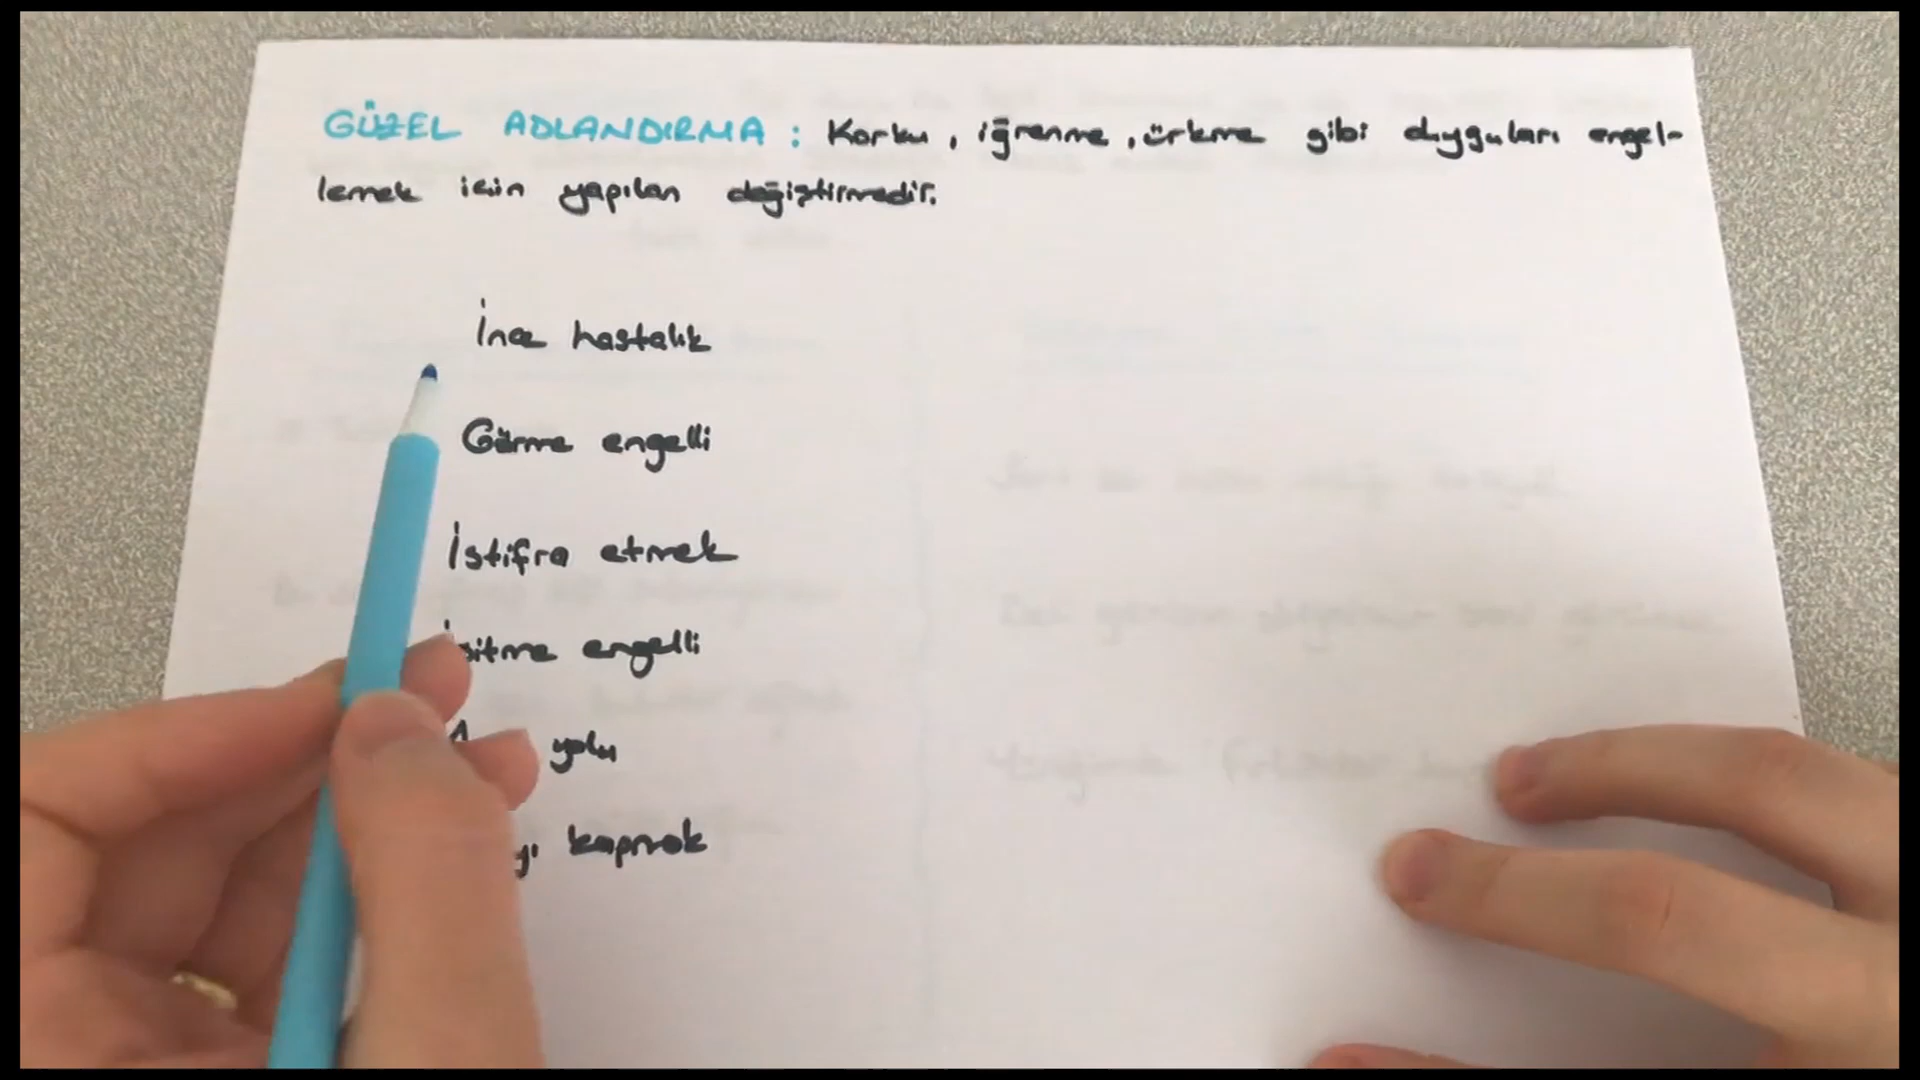 GÜZEL ADLANDIRMA : Korku, iğrenme, ürkme gibi duyguları engel-
lemek için yapılan değiştirmedir.
İnce hastalık
Görme engelli
İstifra etmek
İşitme engelli
yolu
kapmak